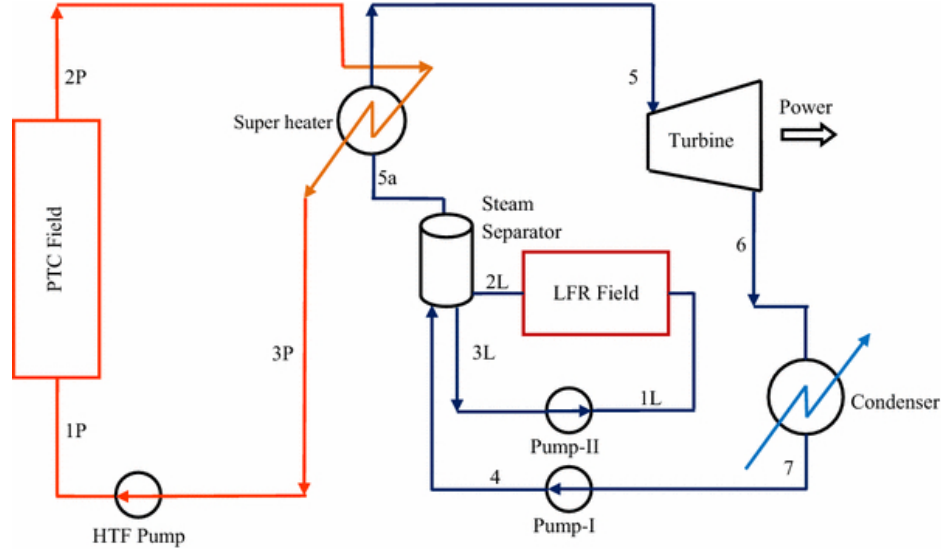 2P
5
Power
Super heater
Turbine
5a
Steam
Separator
PTC Field
6
2L
LFR Field
3P
3L
1L
Condenser
1P
Pump-II
7
4
Pump-I
HTF Pump